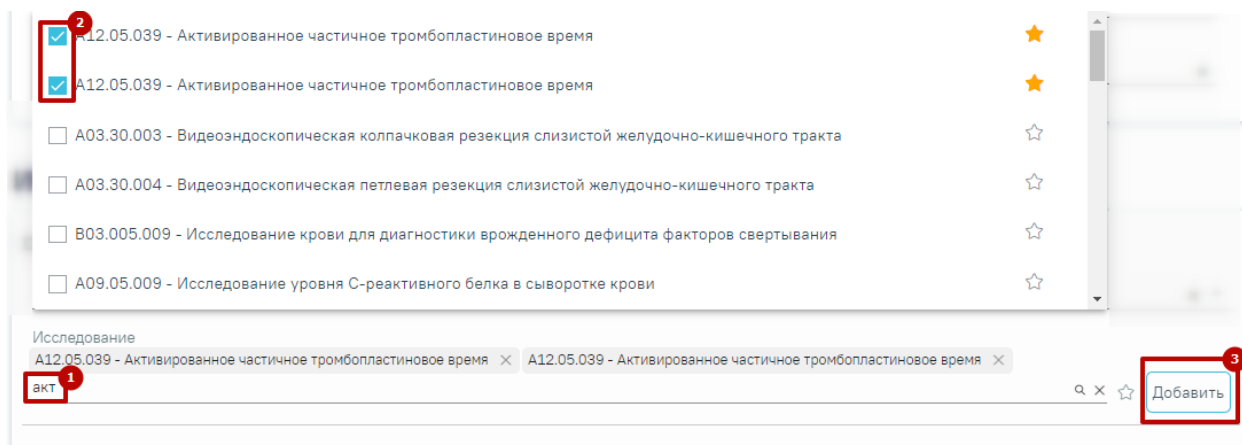 2
A12.05.039 - Активированное частичное тромбопластиновое время
A12.05.039 - Активированное частичное тромбопластиновое время
A03.30.003 - Видеоэндоскопическая колпачковая резекция слизистой желудочно-кишечного тракта
A03.30.004 - Видеоэндоскопическая петлевая резекция слизистой желудочно-кишечного тракта
B03.005.009 - Исследование крови для диагностики врожденного дефицита факторов свертывания
A09.05.009 - Исследование уровня С-реактивного белка в сыворотке крови
Исследование
A12.05.039 - Активированное частичное тромбопластиновое время A12.05.039 - Активированное частичное тромбопластиновое время
акт 1 Добавить 3